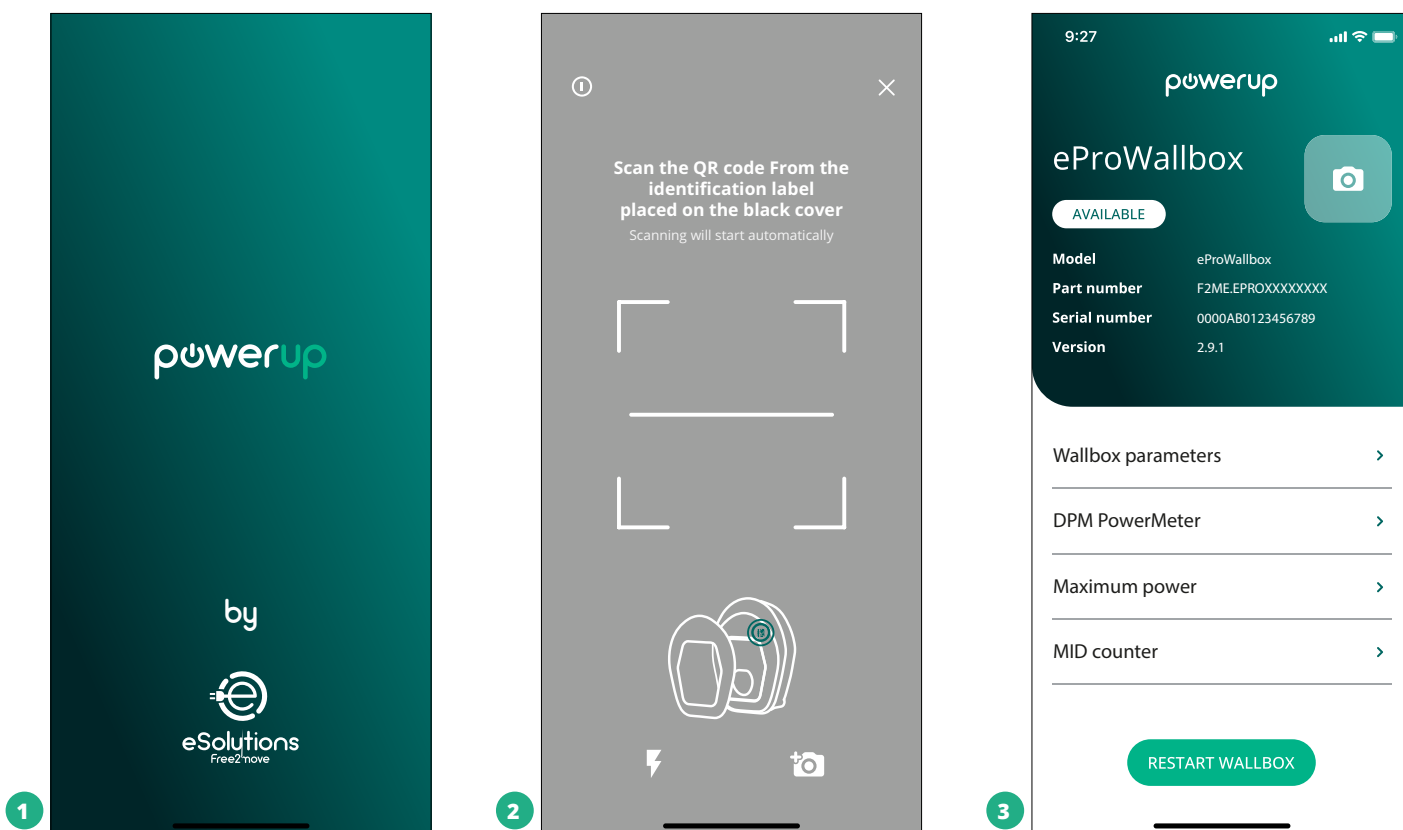 powerup
by
eSolutions
Free2move
1
Scan the QR code From the
identification label
placed on the black cover
Scanning will start automatically
2
9:27
powerup
eProWallbox
AVAILABLE
Model eProWallbox
Part number F2ME.EPROXXXXXXXX
Serial number 0000AB0123456789
Version 2.9.1
Wallbox parameters
DPM PowerMeter
Maximum power
MID counter
RESTART WALLBOX
3